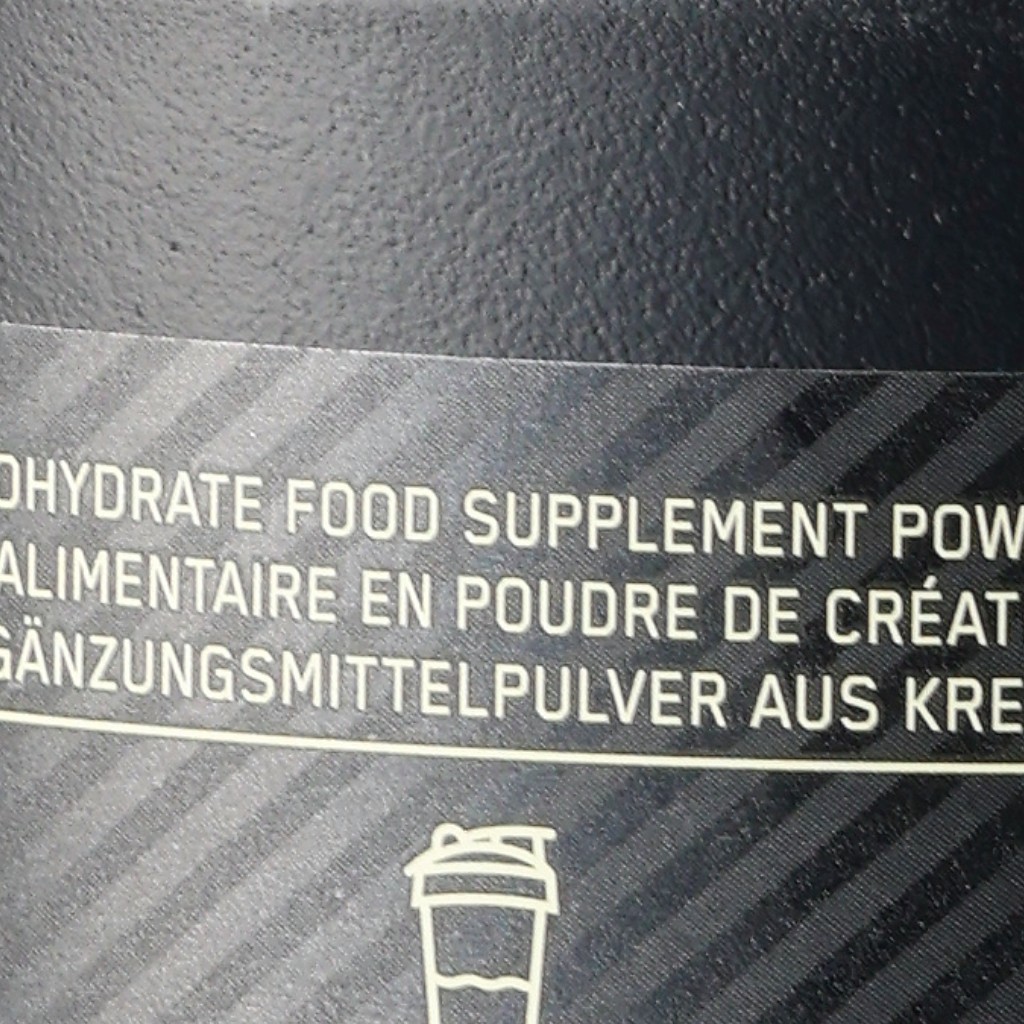 OHYDRATE FOOD SUPPLEMENT POW
ALIMENTAIRE EN POUDRE DE CRÉAT
GÄNZUNGSMITTELPULVER AUS KRE